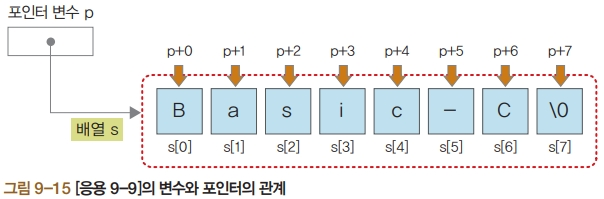 포인터 변수 p
p+0 p+1 p+2 p+3 p+4 p+5 p+6 p+7
B a s i c – C \0
배열 s
s[0] s[1] s[2] s[3] s[4] s[5] s[6] s[7]
그림 9-15 [응용 9-9]의 변수와 포인터의 관계